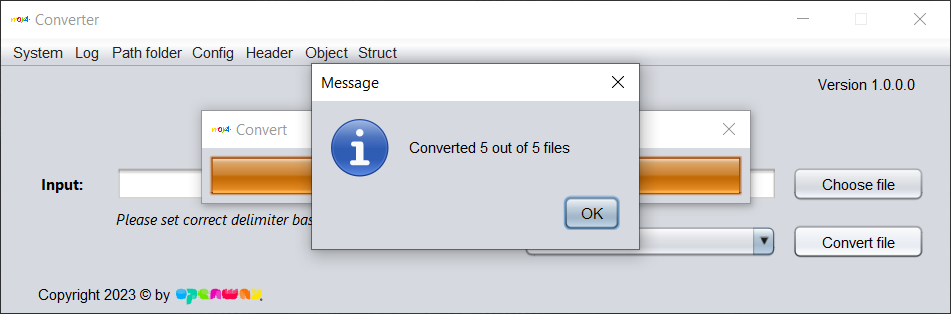 Converter
System Log Path folder Config Header Object Struct
Message
Version 1.0.0.0
Convert
Converted 5 out of 5 files
Input:
Choose file
OK
Please set correct delimiter
Convert file
Copyright 2023 © by openwax.